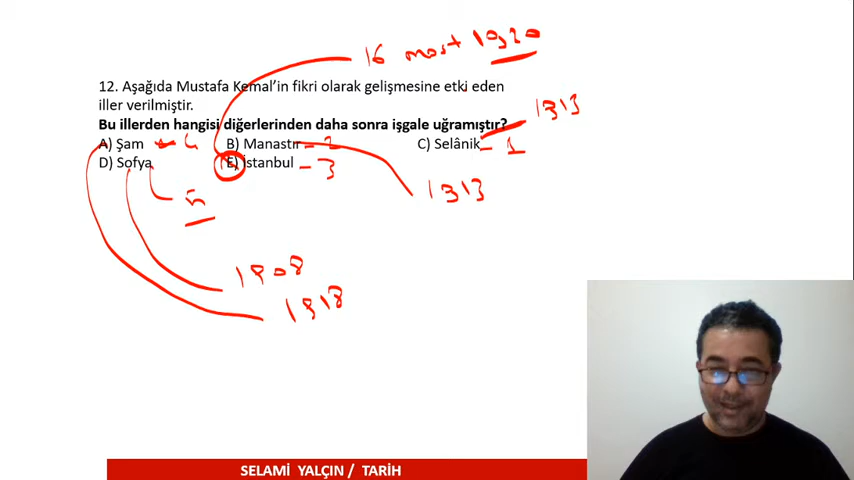 16 mart 1920
12. Aşağıda Mustafa Kemal'in fikri olarak gelişmesine etki eden
iller verilmiştir.
1313
Bu illerden hangisi diğerlerinden daha sonra işgale uğramıştır?
A) Şam - 4 B) Manastır - 2 C) Selânik - 1
D) Sofya E) İstanbul - 3
1313
5
1908
1918
SELAMİ YALÇIN / TARİH